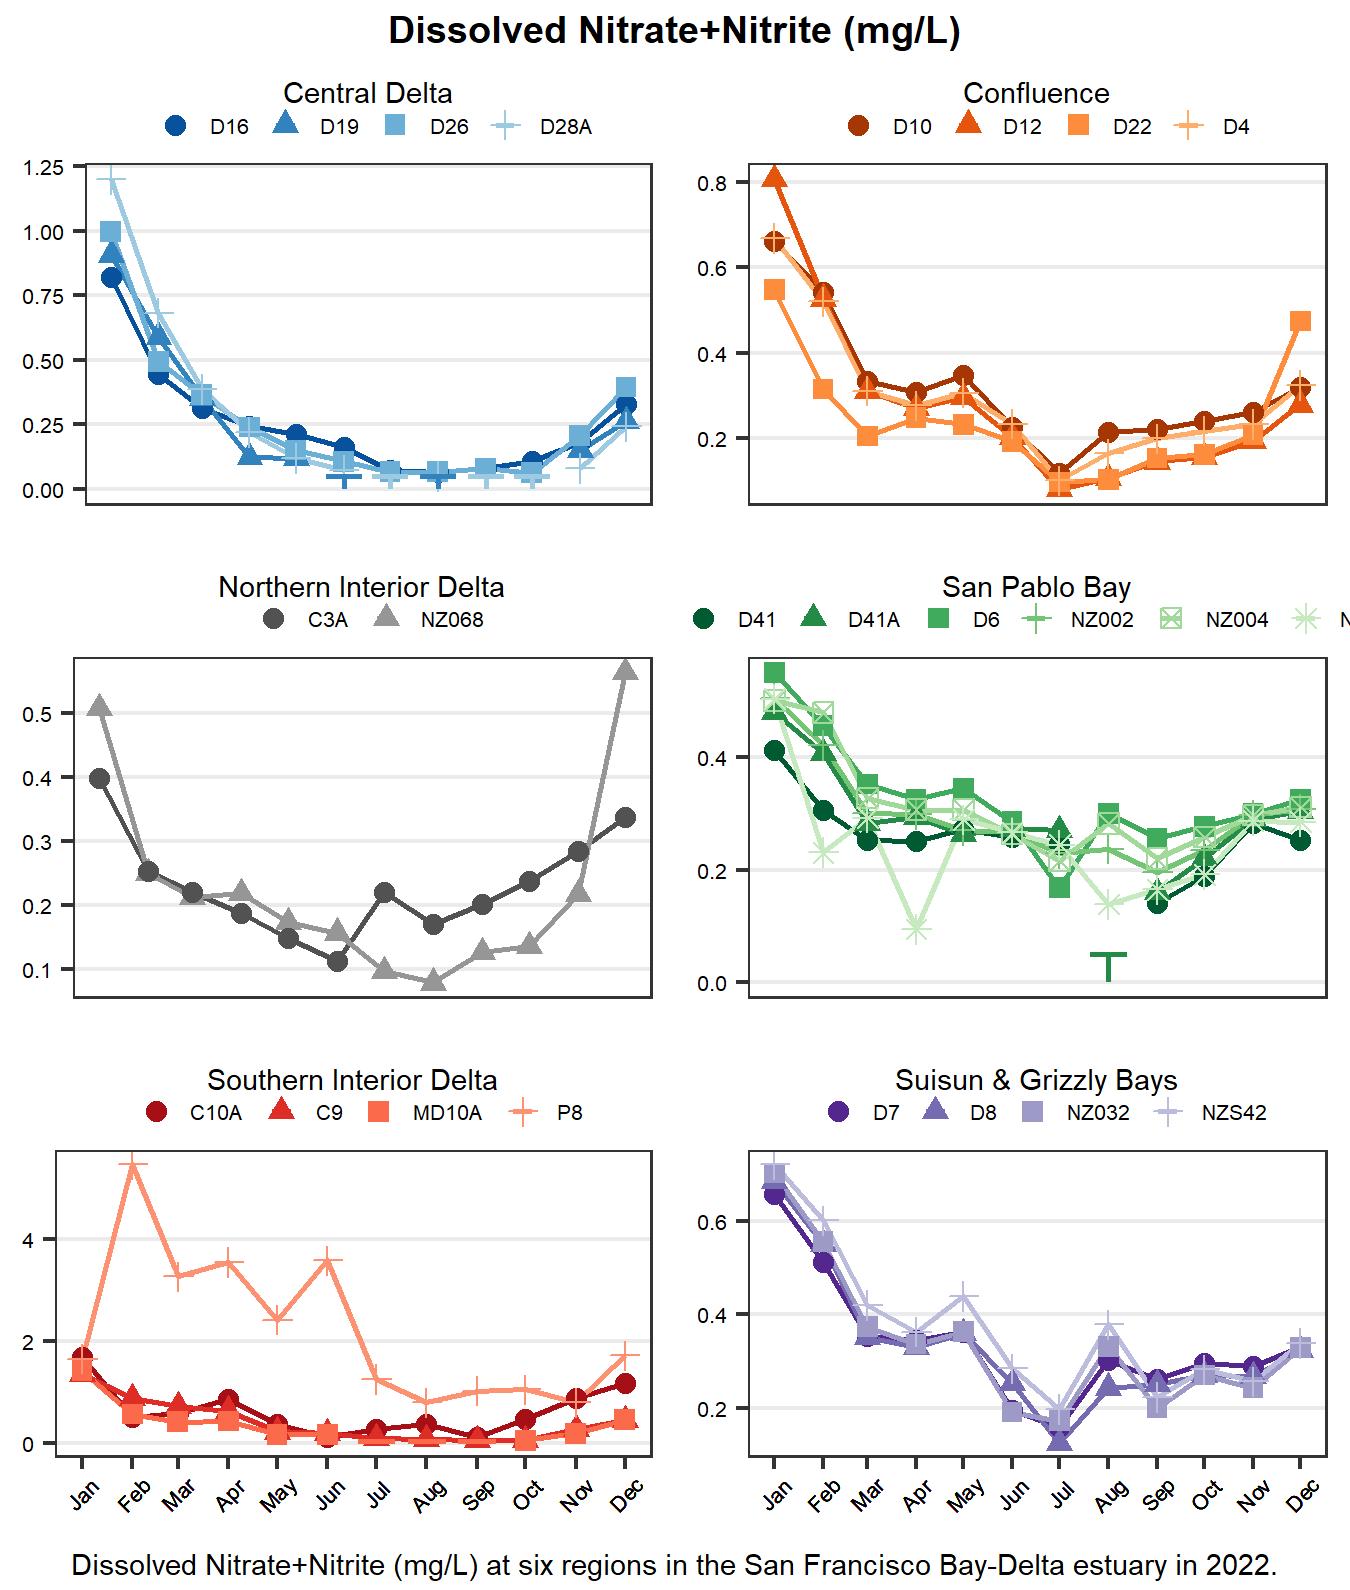 Dissolved Nitrate+Nitrite (mg/L)
Central Delta
D16 D19 D26 D28A
1.25
1.00
0.75
0.50
0.25
0.00
Confluence
D10 D12 D22 D4
0.8
0.6
0.4
0.2
Northern Interior Delta
C3A NZ068
0.5
0.4
0.3
0.2
0.1
San Pablo Bay
D41 D41A D6 NZ002 NZ004 N
0.4
0.2
0.0
Southern Interior Delta
C10A C9 MD10A P8
4
2
0
Jan Feb Mar Apr May Jun Jul Aug Sep Oct Nov Dec
Suisun & Grizzly Bays
D7 D8 NZ032 NZS42
0.6
0.4
0.2
Jan Feb Mar Apr May Jun Jul Aug Sep Oct Nov Dec
Dissolved Nitrate+Nitrite (mg/L) at six regions in the San Francisco Bay-Delta estuary in 2022.